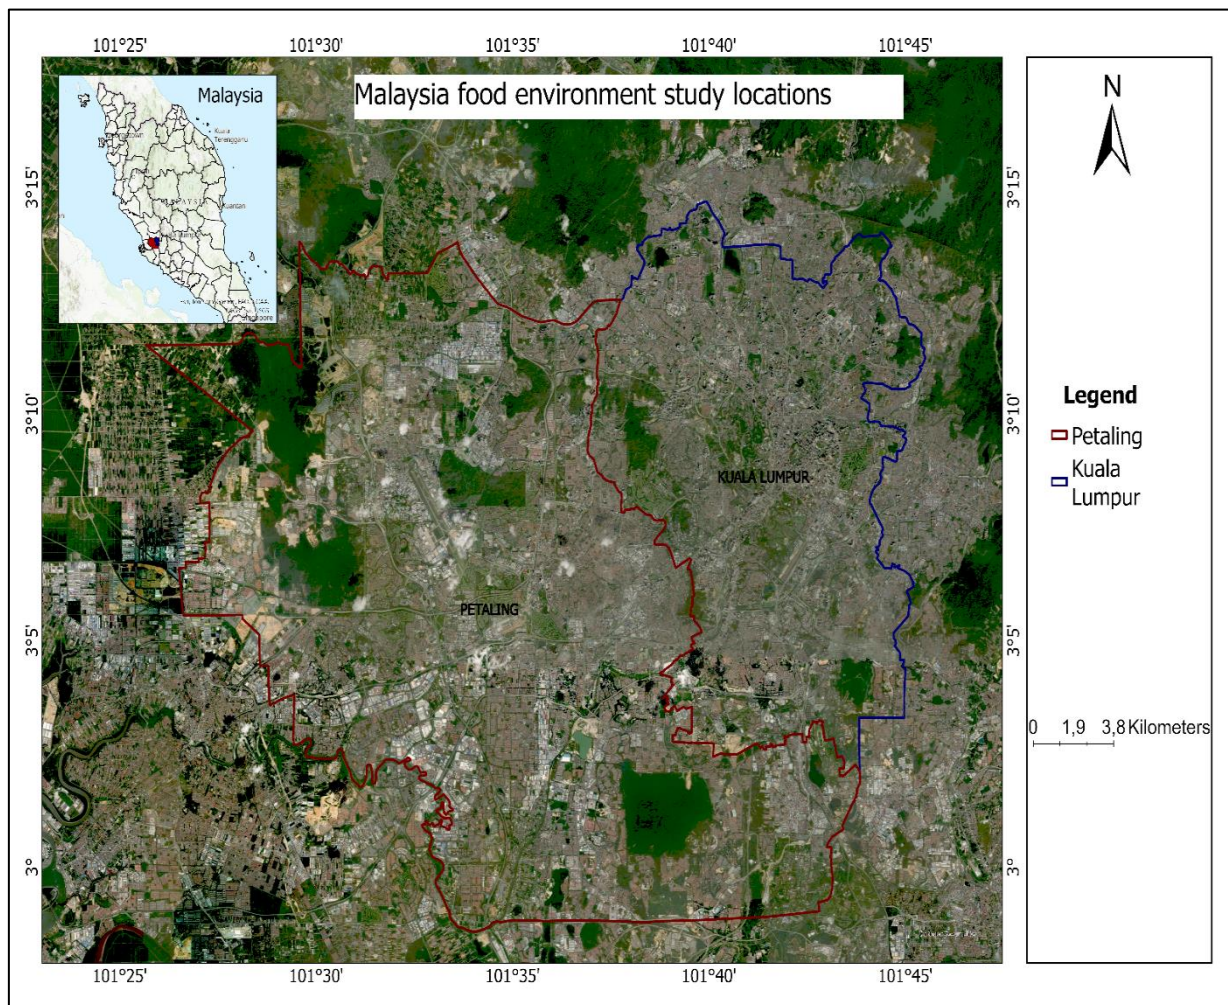 101°25' 101°30' 101°35' 101°40' 101°45'
Malaysia
Malaysia food environment study locations
Kuantan
3°15'
3°10'
3°5'
3°
KUALA LUMPUR
PETALING
3°15'
3°10'
3°5'
3°
101°25' 101°30' 101°35' 101°40' 101°45'
N
Legend
Petaling
Kuala
Lumpur
0 1,9 3,8 Kilometers